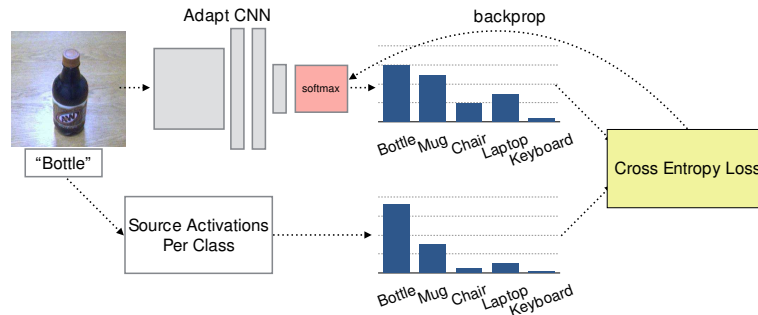 Adapt CNN
backprop
softmax
A&W
Bottle
Mug
Chair
Laptop
Keyboard
"Bottle"
Cross Entropy Loss
Source Activations
Per Class
Bottle
Mug
Chair
Laptop
Keyboard